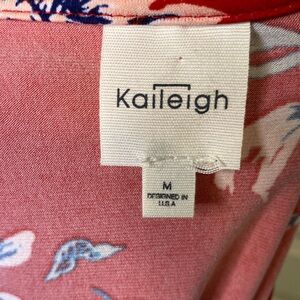 Kaileigh
M
DESIGNED IN
U.S.A